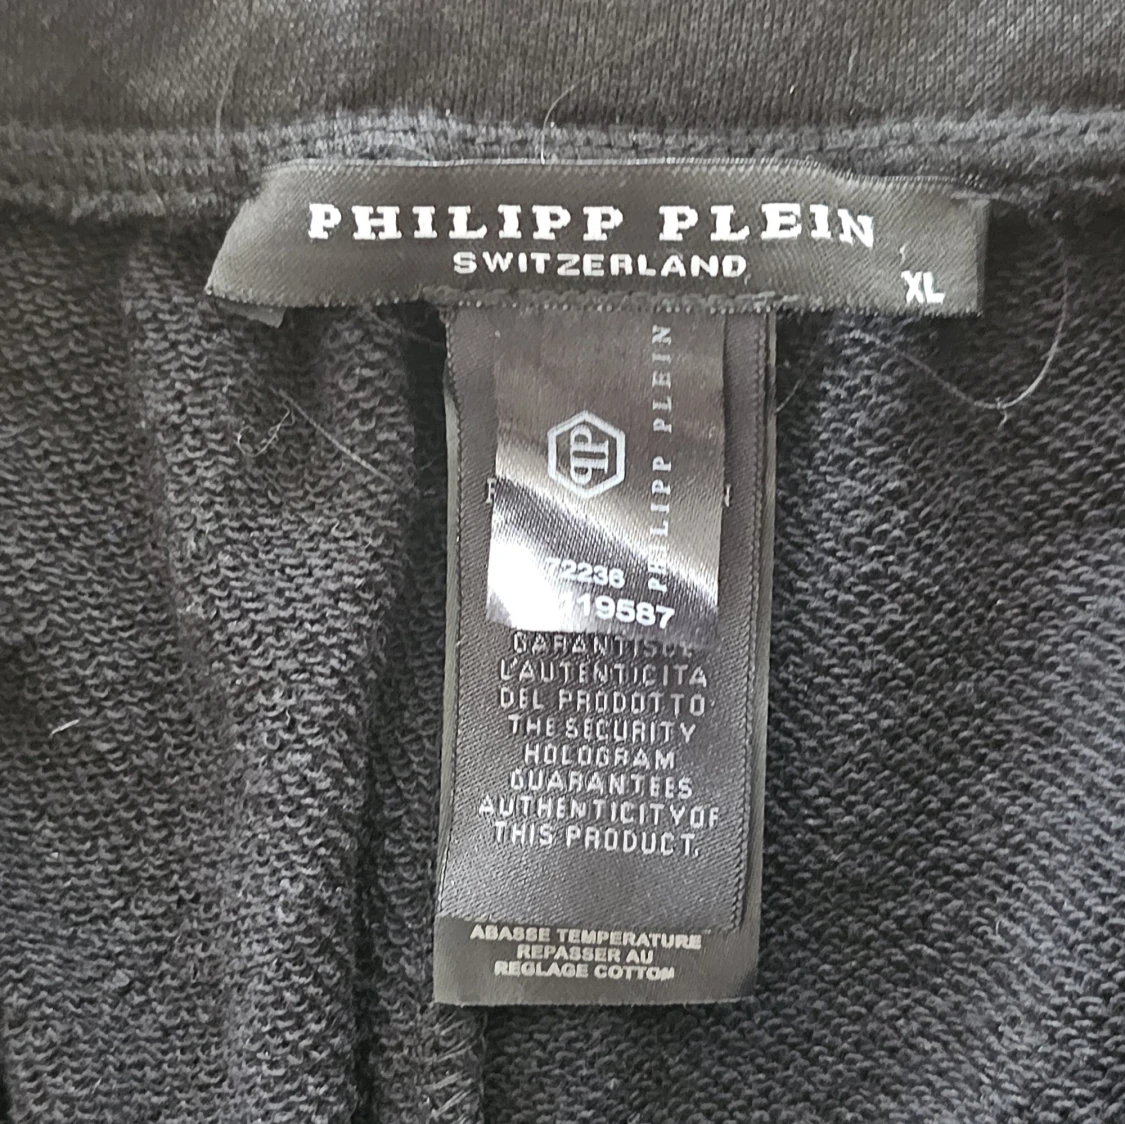 PHILIPP PLEIN
SWITZERLAND
XL
PHILIPP PLEIN
72236
19587
L'AUTENTICITA
DEL PRODOTTO
THE SECURITY
HOLOGRAM
GUARANTEES
AUTHENTICITY OF
THIS PRODUCT.
ABASSE TEMPERATURE
REPASSER AU
REGLAGE COTTON